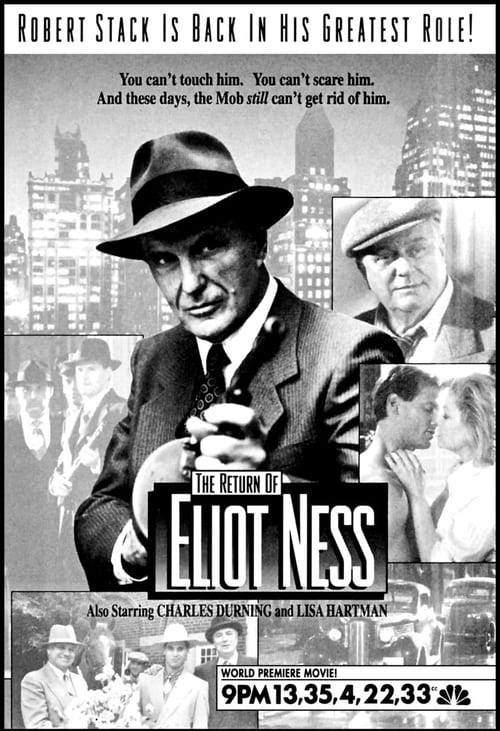 ROBERT STACK IS BACK IN HIS GREATEST ROLE!
You can't touch him. You can't scare him.
And these days, the Mob still can't get rid of him.
THE RETURN OF
ELIOT NESS
Also Starring CHARLES DURNING and LISA HARTMAN
WORLD PREMIERE MOVIE!
9PM 13, 35, 4, 22, 33 CC